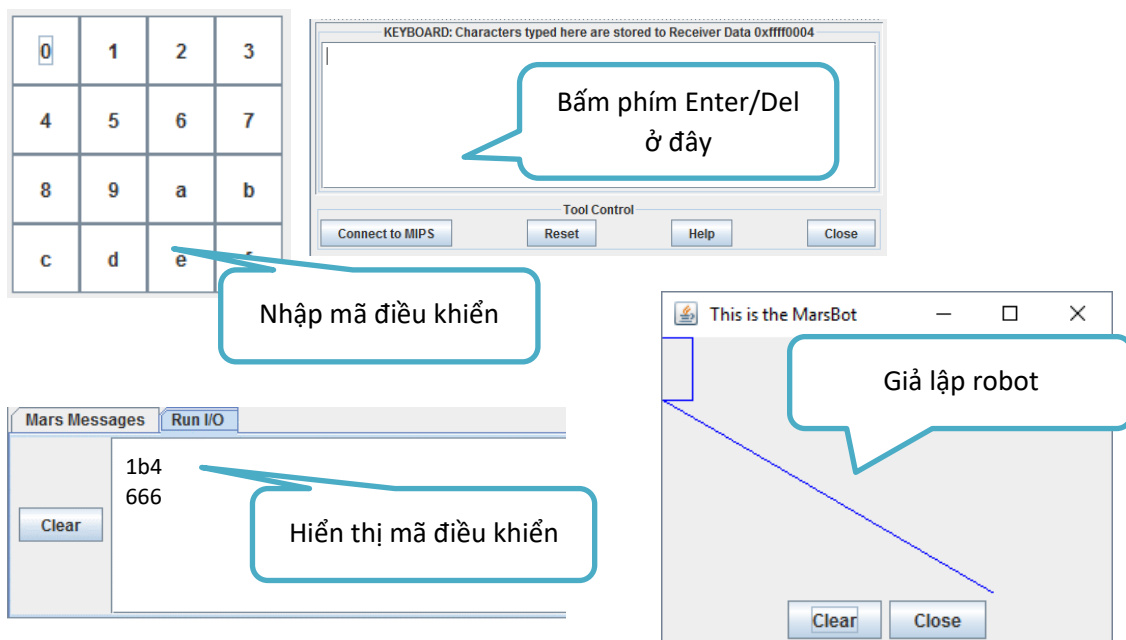 0 1 2 3
4 5 6 7
8 9 a b
c d e
KEYBOARD: Characters typed here are stored to Receiver Data 0xffff0004
Bấm phím Enter/Del
ở đây
Tool Control
Connect to MIPS Reset Help Close
Nhập mã điều khiển
This is the MarsBot
Giả lập robot
Clear Close
Mars Messages Run I/O
1b4
666
Clear
Hiển thị mã điều khiển